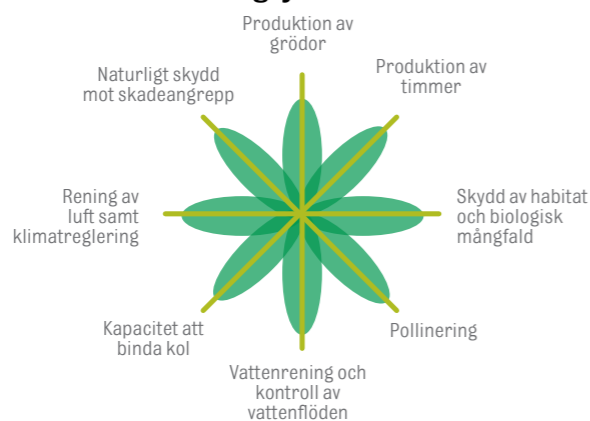 Produktion av
grödor
Produktion av
timmer
Skydd av habitat
och biologisk
mångfald
Pollinering
Vattenrening och
kontroll av
vattenflöden
Kapacitet att
binda kol
Rening av
luft samt
klimatreglering
Naturligt skydd
mot skadeangrepp